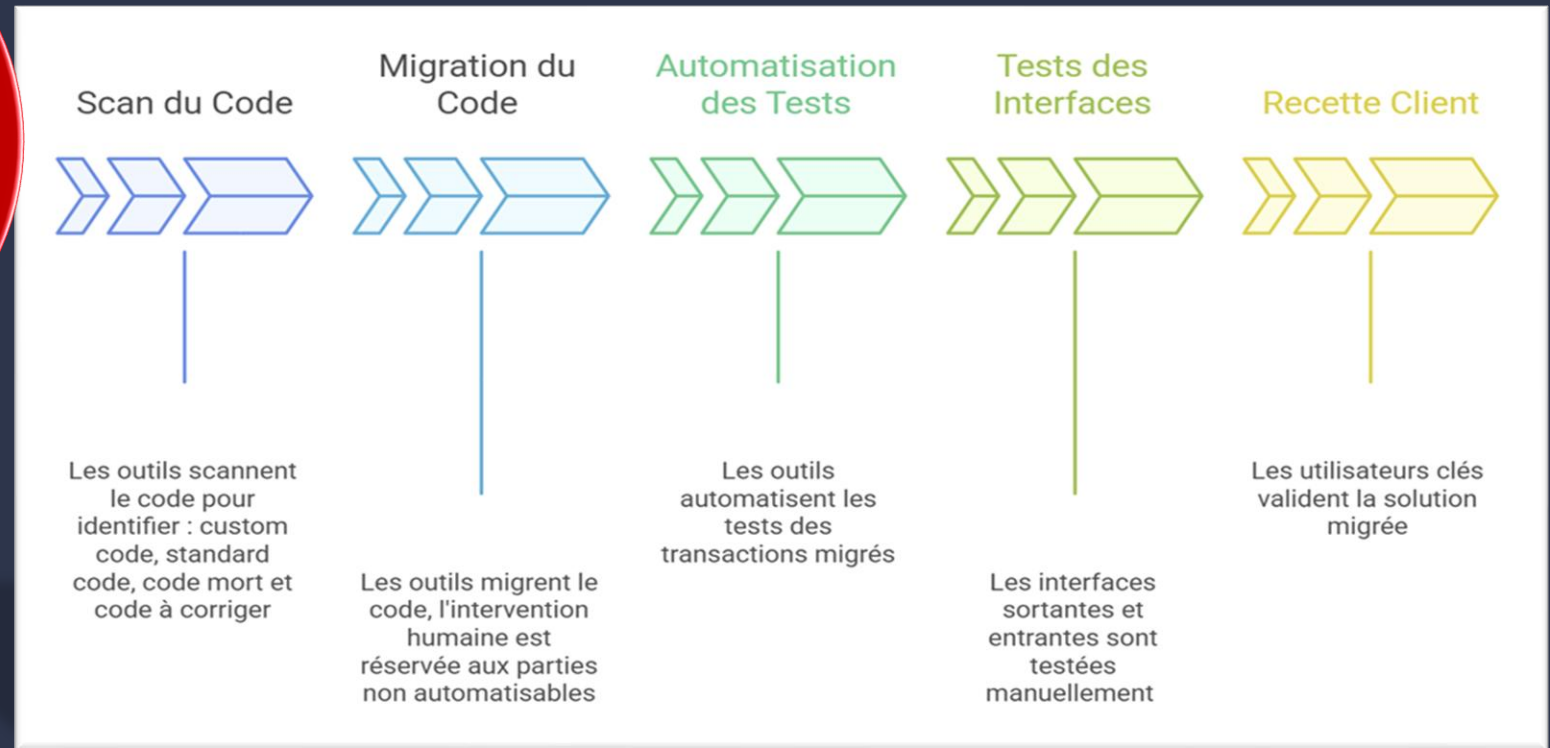 Scan du Code
Migration du
Code
Automatisation
des Tests
Tests des
Interfaces
Recette Client
Les outils scannent
le code pour
identifier : custom
code, standard
code, code mort et
code à corriger
Les outils migrent le
code, l'intervention
humaine est
réservée aux parties
non automatisables
Les outils
automatisent les
tests des
transactions migrés
Les interfaces
sortantes et
entrantes sont
testées
manuellement
Les utilisateurs clés
valident la solution
migrée